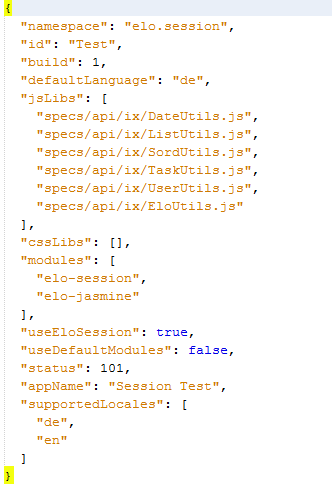 {
  "namespace": "elo.session",
  "id": "Test",
  "build": 1,
  "defaultLanguage": "de",
  "jsLibs": [
    "specs/api/ix/DateUtils.js",
    "specs/api/ix/ListUtils.js",
    "specs/api/ix/SordUtils.js",
    "specs/api/ix/TaskUtils.js",
    "specs/api/ix/UserUtils.js",
    "specs/api/ix/EloUtils.js"
  ],
  "cssLibs": [],
  "modules": [
    "elo-session",
    "elo-jasmine"
  ],
  "useEloSession": true,
  "useDefaultModules": false,
  "status": 101,
  "appName": "Session Test",
  "supportedLocales": [
    "de",
    "en"
  ]
}